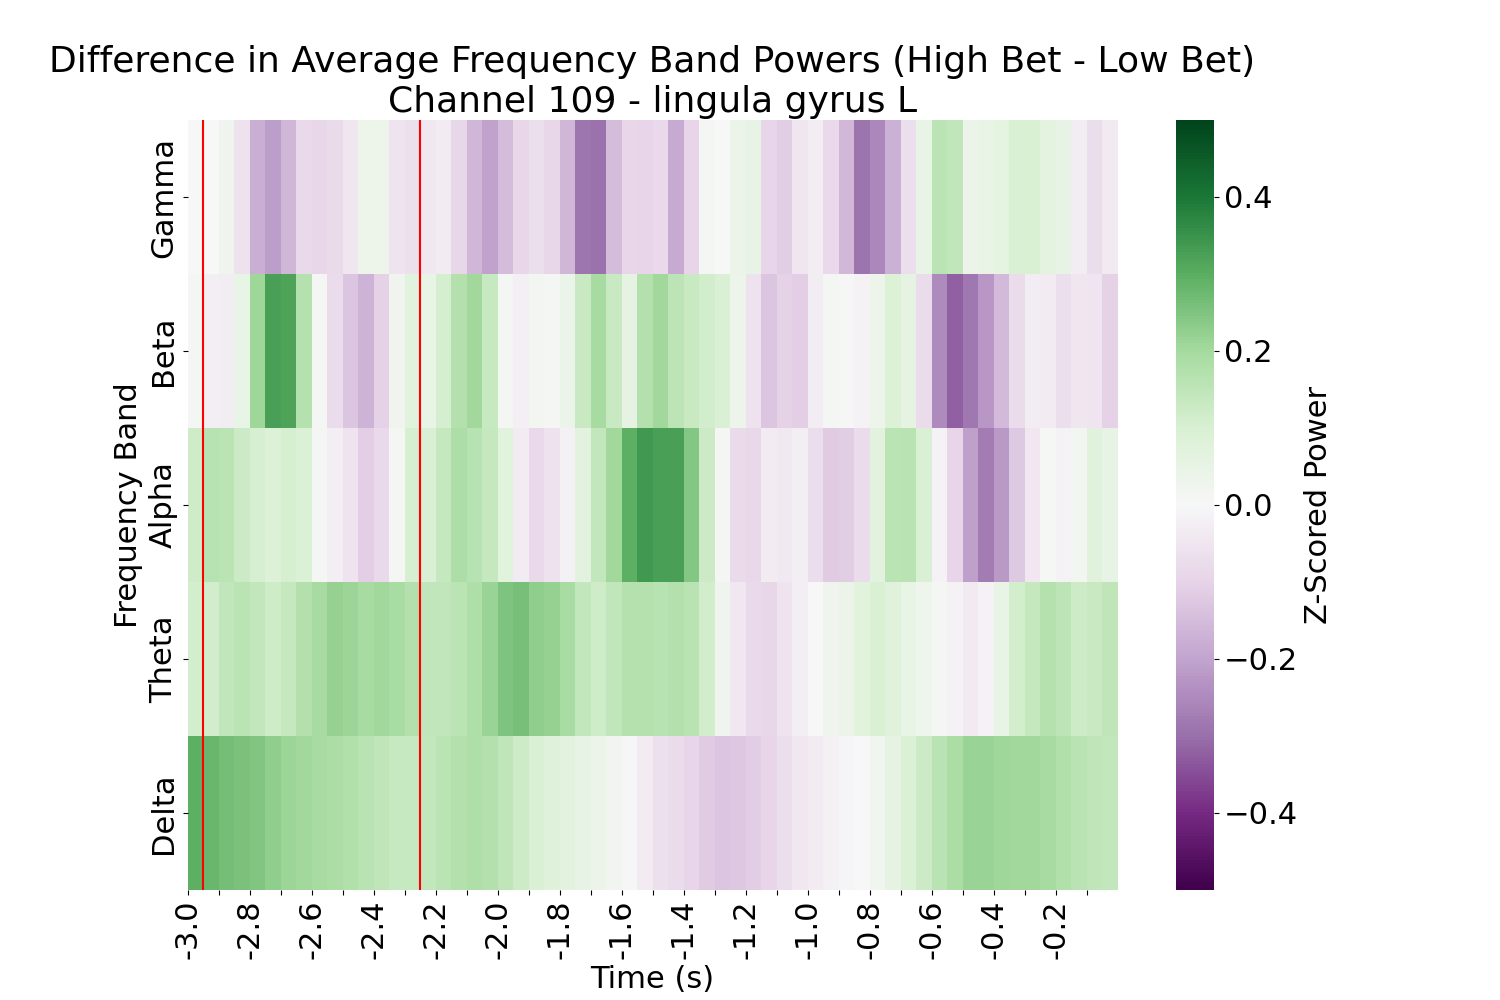 Difference in Average Frequency Band Powers (High Bet - Low Bet)
Channel 109 - lingula gyrus L
Frequency Band
Gamma
Beta
Alpha
Theta
Delta
-3.0
-2.8
-2.6
-2.4
-2.2
-2.0
-1.8
-1.6
-1.4
-1.2
-1.0
-0.8
-0.6
-0.4
-0.2
Time (s)
0.4
0.2
0.0
−0.2
−0.4
Z-Scored Power